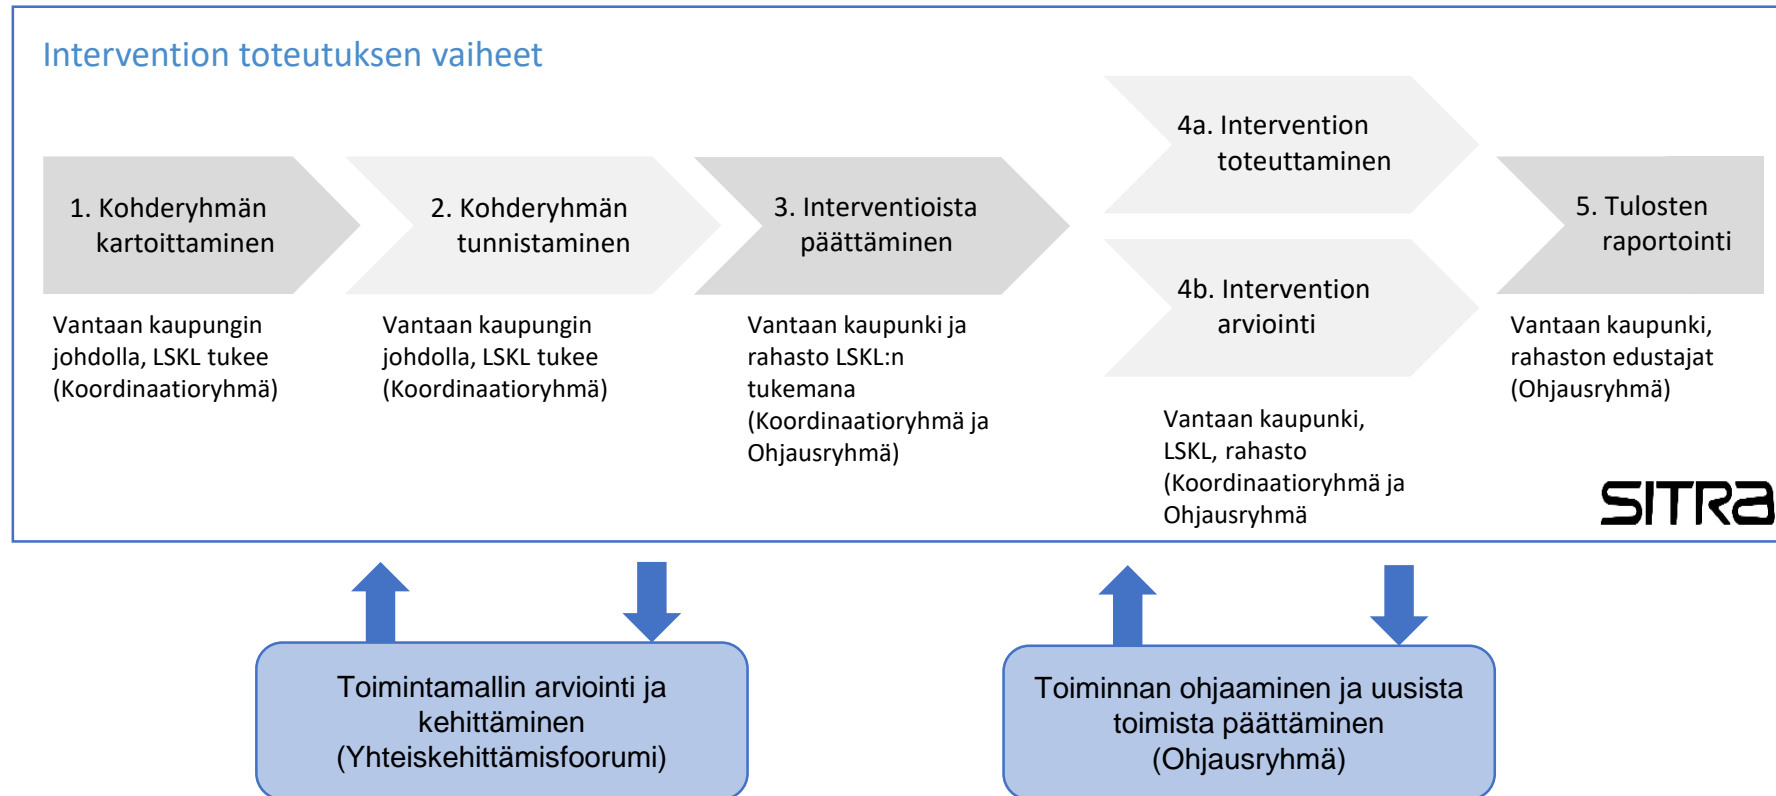 Intervention toteutuksen vaiheet
1. Kohderyhmän
kartoittaminen
Vantaan kaupungin
johdolla, LSKL tukee
(Koordinaatioryhmä)
2. Kohderyhmän
tunnistaminen
Vantaan kaupungin
johdolla, LSKL tukee
(Koordinaatioryhmä)
3. Interventioista
päättäminen
Vantaan kaupunki ja
rahasto LSKL:n
tukemana
(Koordinaatioryhmä ja
Ohjausryhmä)
4a. Intervention
toteuttaminen
4b. Intervention
arviointi
Vantaan kaupunki,
LSKL, rahasto
(Koordinaatioryhmä ja
Ohjausryhmä
5. Tulosten
raportointi
Vantaan kaupunki,
rahaston edustajat
(Ohjausryhmä)
SITRA
Toimintamallin arviointi ja
kehittäminen
(Yhteiskehittämisfoorumi)
Toiminnan ohjaaminen ja uusista
toimista päättäminen
(Ohjausryhmä)